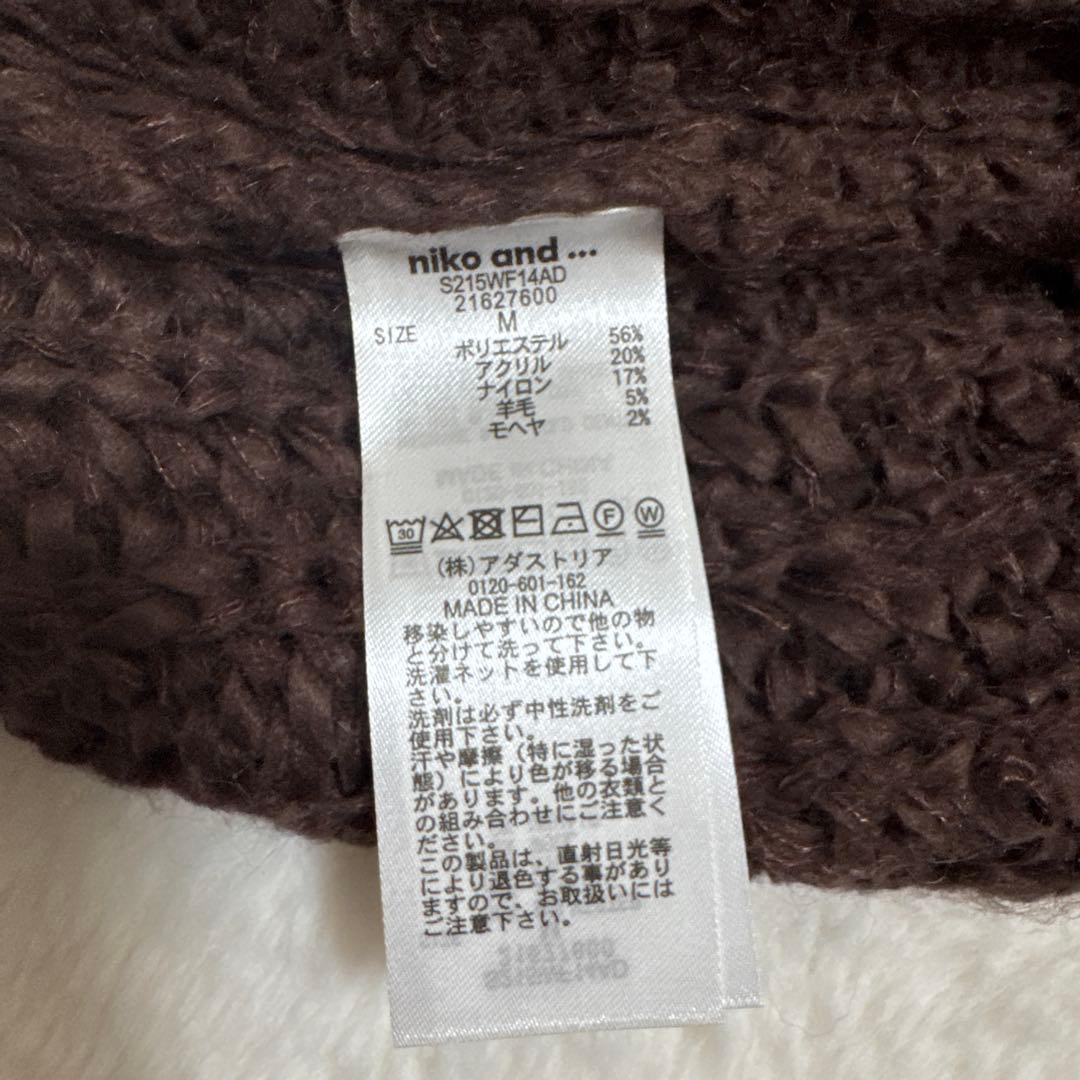 niko and ...
S215WF14AD
21627600
SIZE M
ポリエステル 56%
アクリル 20%
ナイロン 17%
羊毛 5%
モヘヤ 2%
30 F W
(株)アダストリア
0120-601-162
MADE IN CHINA
移染しやすいので他の物
と分けて洗って下さい。
洗濯ネットを使用して下
さい。
洗剤は必ず中性洗剤をご
使用下さい。
汗や摩擦（特に湿った状
態）により色が移る場合
があります。他の衣類と
の組み合わせにご注意く
ださい。
この製品は、直射日光等
により退色する事があり
ますので、お取扱いには
ご注意下さい。